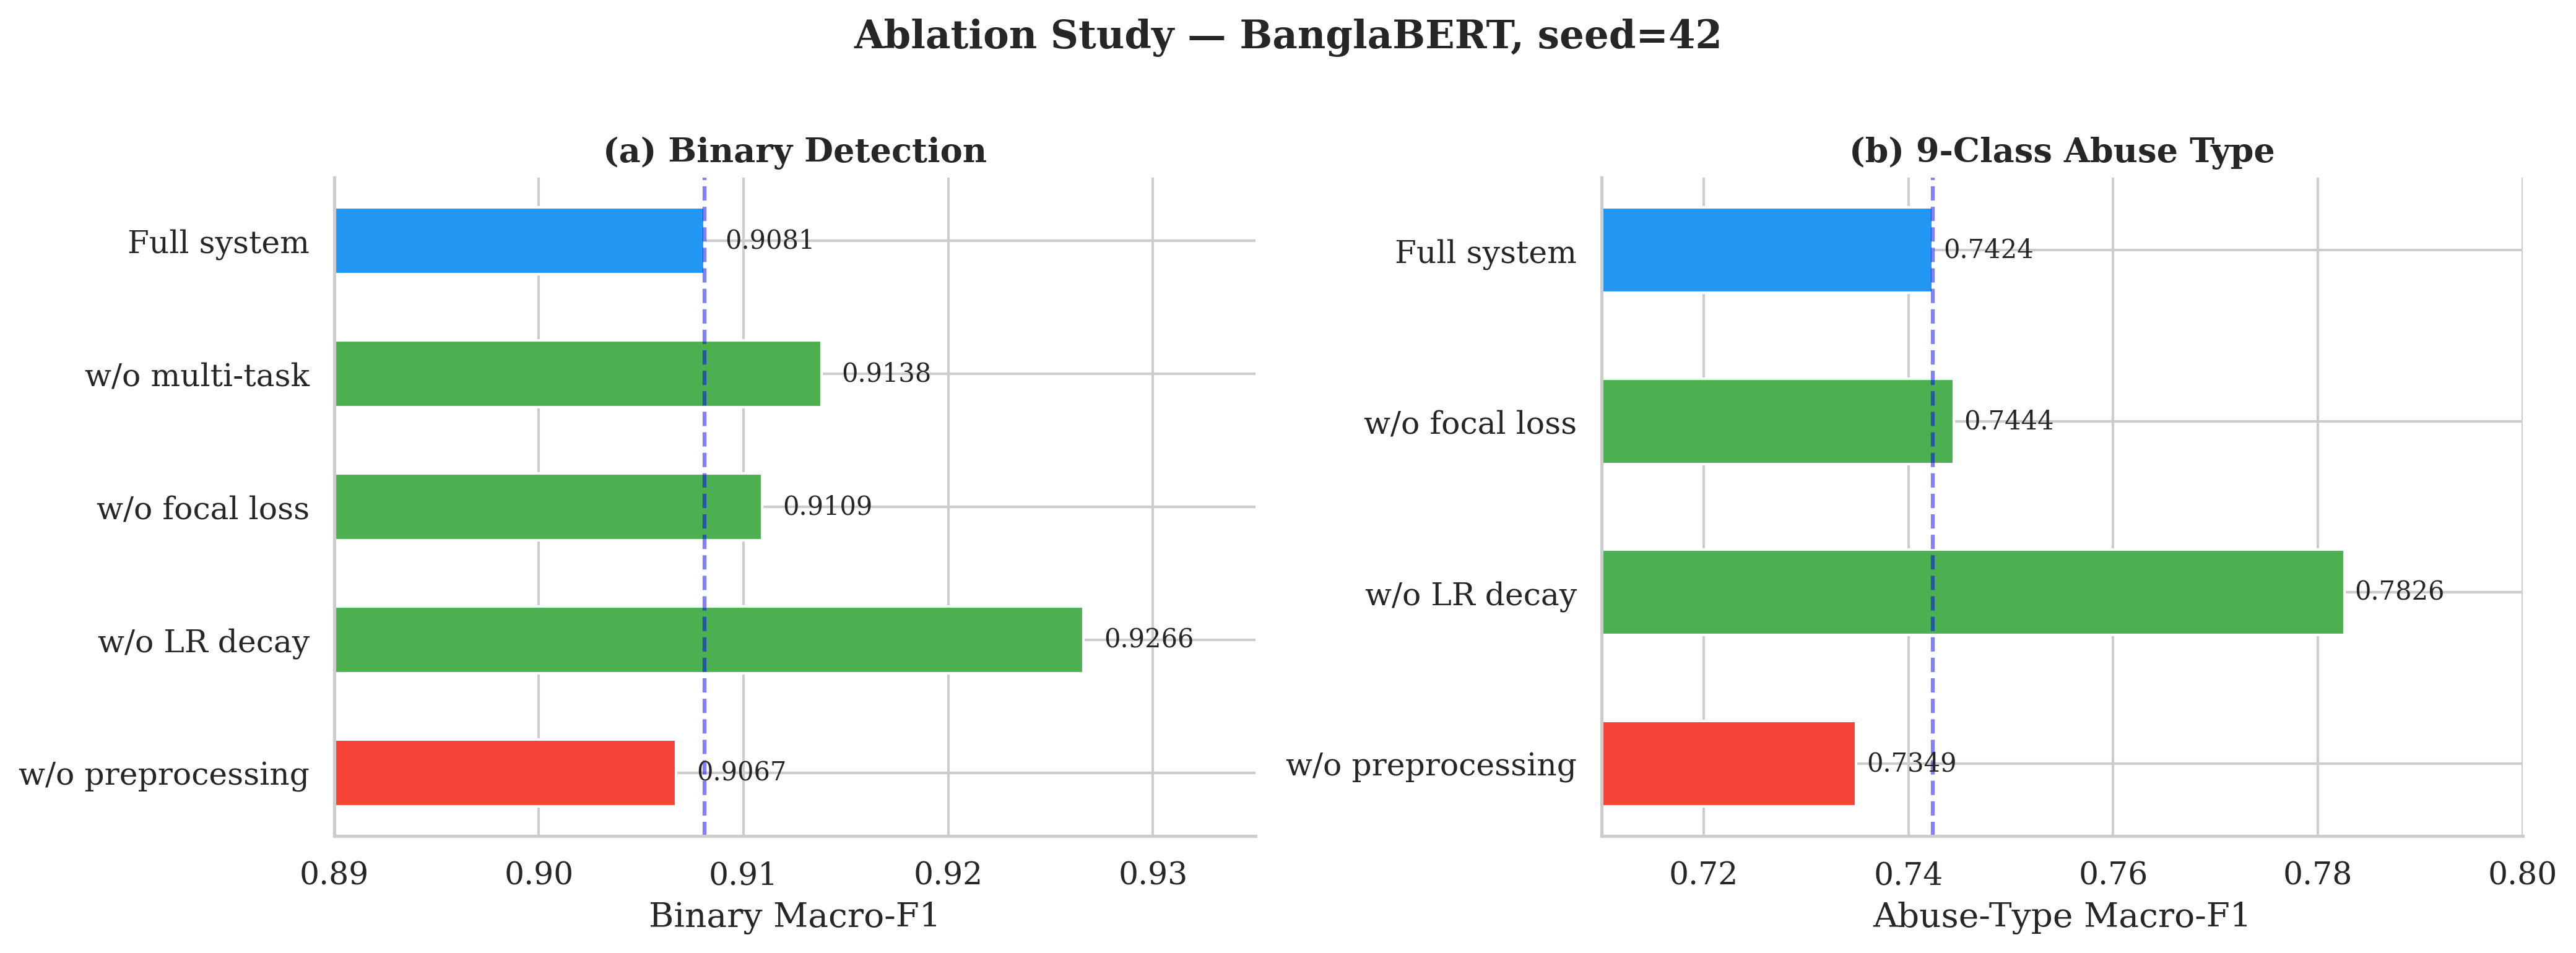 Ablation Study — BanglaBERT, seed=42
(a) Binary Detection
Full system
0.9081
w/o multi-task
0.9138
w/o focal loss
0.9109
w/o LR decay
0.9266
w/o preprocessing
0.9067
0.89 0.90 0.91 0.92 0.93
Binary Macro-F1
(b) 9-Class Abuse Type
Full system
0.7424
w/o focal loss
0.7444
w/o LR decay
0.7826
w/o preprocessing
0.7349
0.72 0.74 0.76 0.78 0.80
Abuse-Type Macro-F1